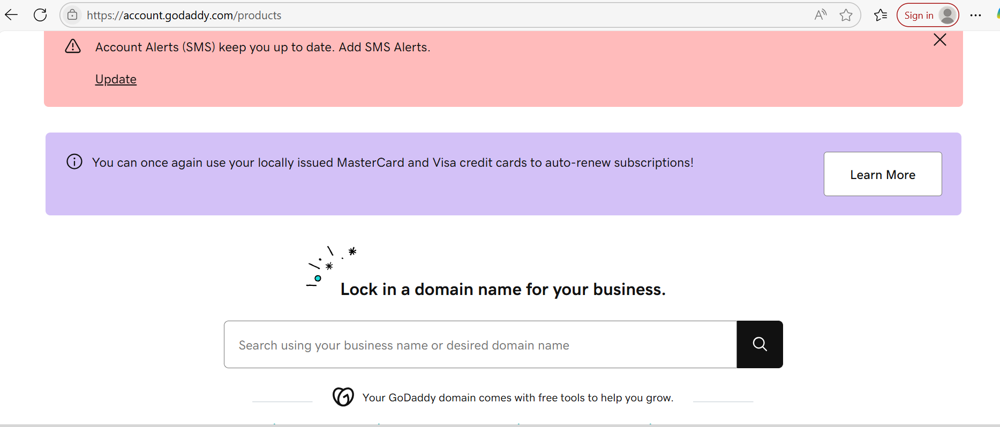 https://account.godaddy.com/products
Sign in
Account Alerts (SMS) keep you up to date. Add SMS Alerts.
Update
You can once again use your locally issued MasterCard and Visa credit cards to auto-renew subscriptions!
Learn More
Lock in a domain name for your business.
Search using your business name or desired domain name
Your GoDaddy domain comes with free tools to help you grow.